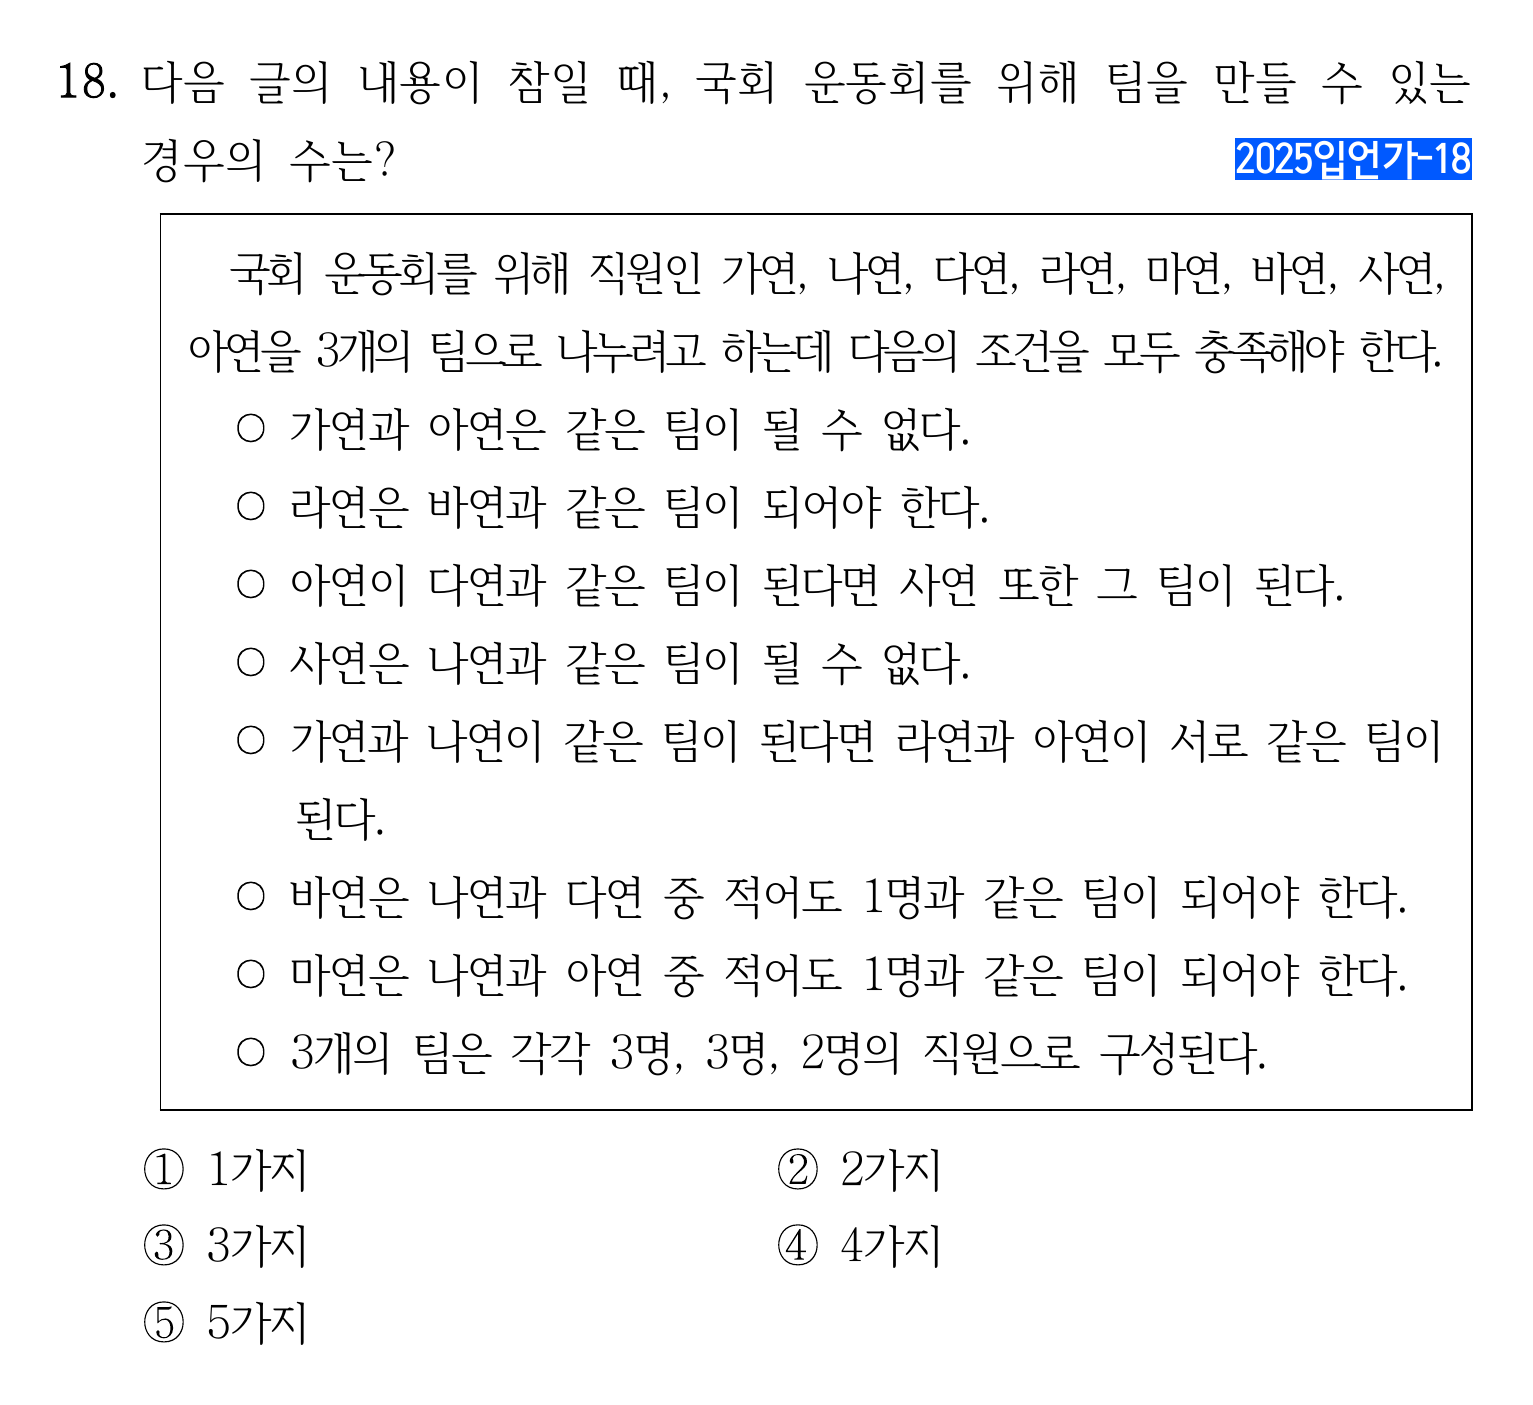 18. 다음 글의 내용이 참일 때, 국회 운동회를 위해 팀을 만들 수 있는
경우의 수는?
2025입언가-18
국회 운동회를 위해 직원인 가연, 나연, 다연, 라연, 마연, 바연, 사연,
아연을 3개의 팀으로 나누려고 하는데 다음의 조건을 모두 충족해야 한다.
○ 가연과 아연은 같은 팀이 될 수 없다.
○ 라연은 바연과 같은 팀이 되어야 한다.
○ 아연이 다연과 같은 팀이 된다면 사연 또한 그 팀이 된다.
○ 사연은 나연과 같은 팀이 될 수 없다.
○ 가연과 나연이 같은 팀이 된다면 라연과 아연이 서로 같은 팀이
된다.
○ 바연은 나연과 다연 중 적어도 1명과 같은 팀이 되어야 한다.
○ 마연은 나연과 아연 중 적어도 1명과 같은 팀이 되어야 한다.
○ 3개의 팀은 각각 3명, 3명, 2명의 직원으로 구성된다.
① 1가지
② 2가지
③ 3가지
④ 4가지
⑤ 5가지